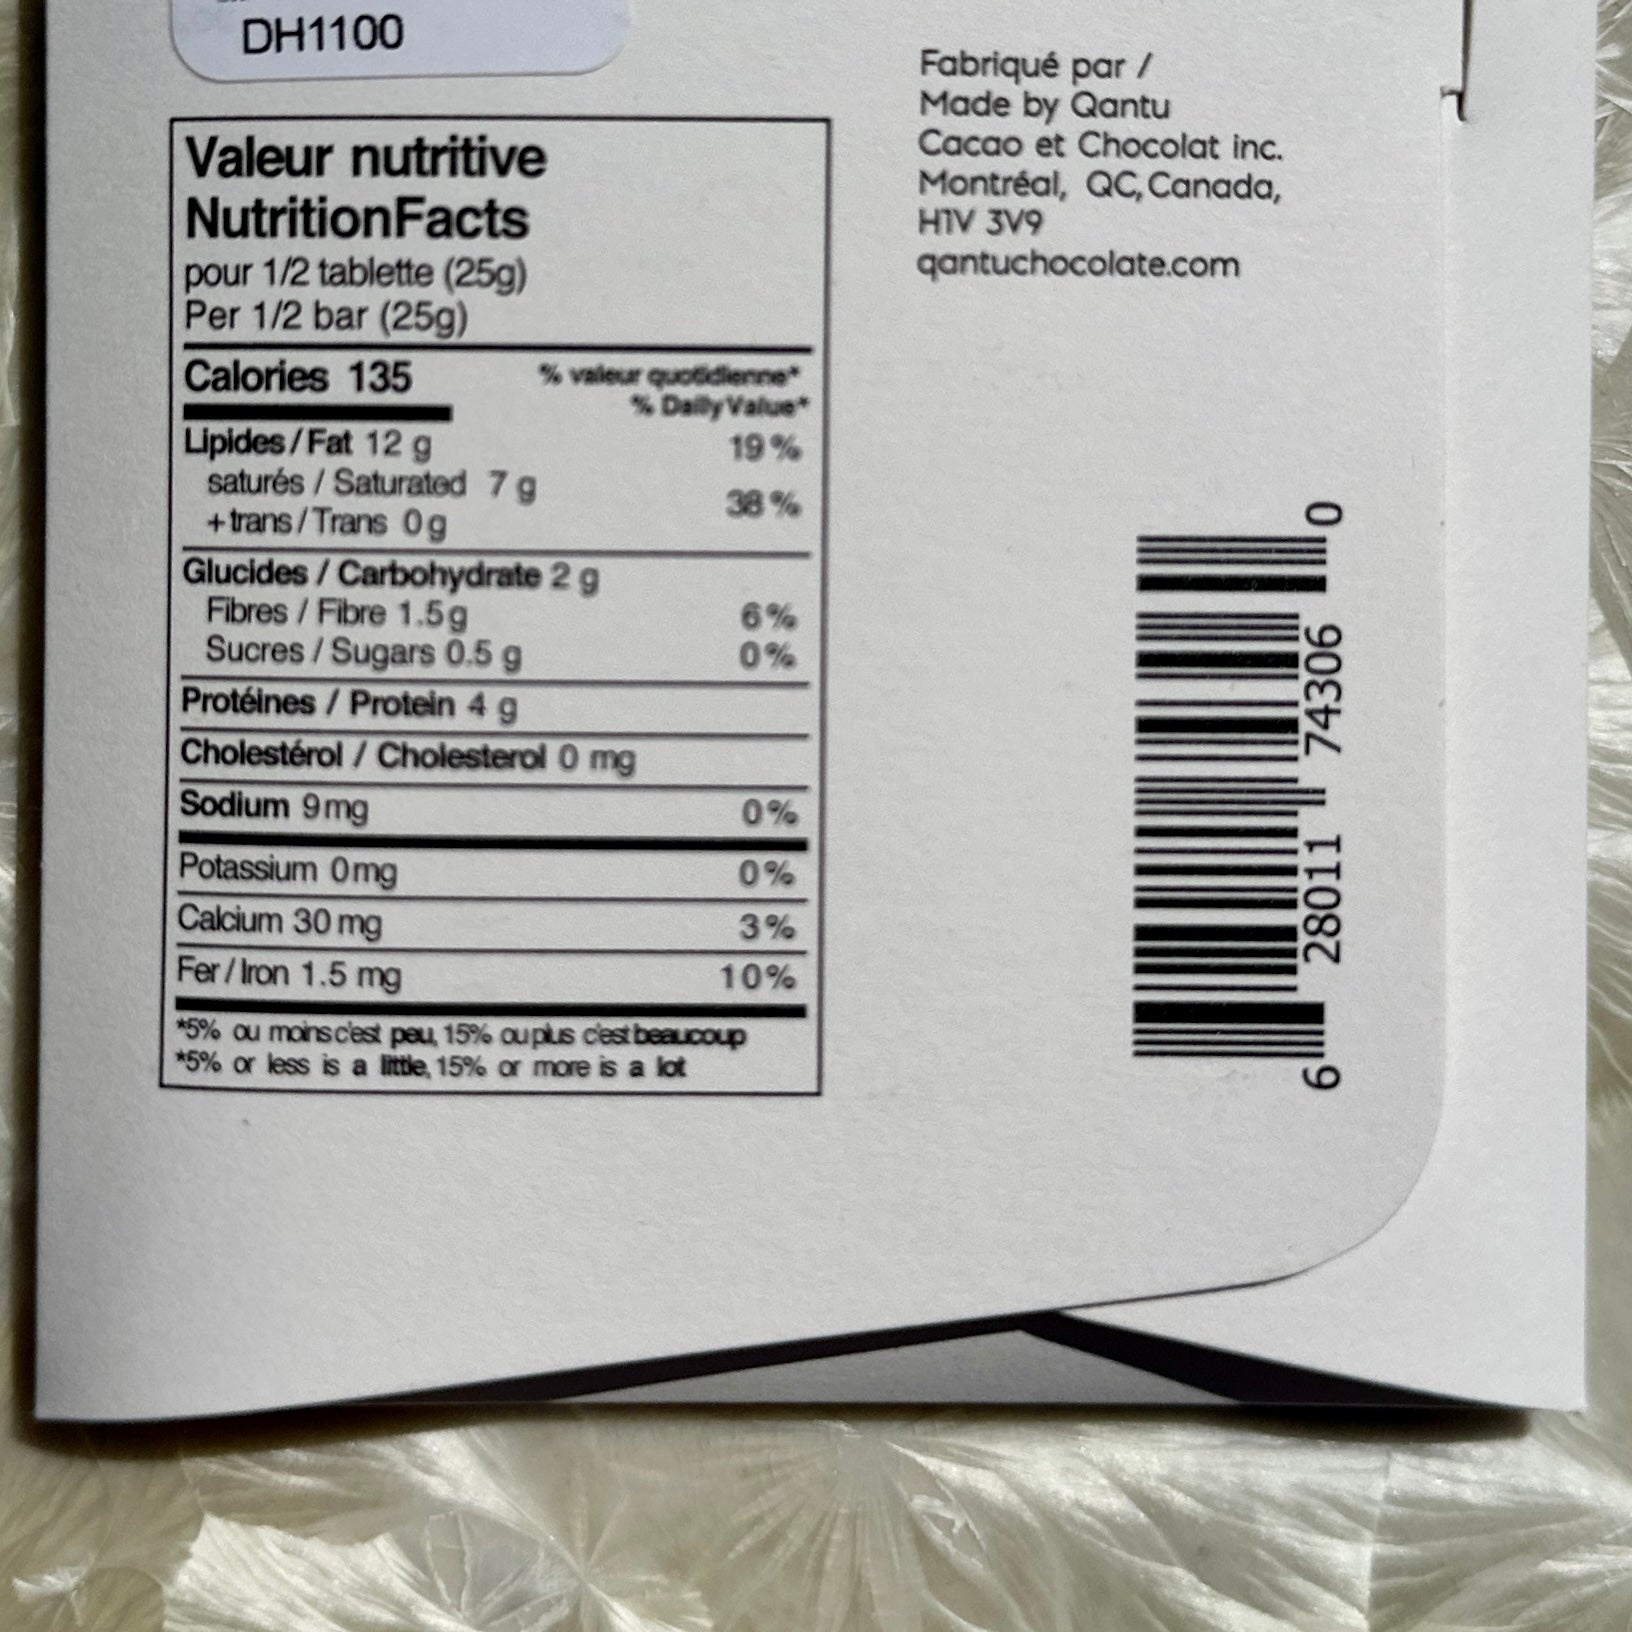 DH1100
Valeur nutritive
NutritionFacts
pour 1/2 tablette (25g)
Per 1/2 bar (25g)
Calories 135
% valeur quotidienne*
% Daily Value*
Lipides / Fat 12 g 19 %
saturés / Saturated 7 g
+ trans / Trans 0 g 38 %
Glucides / Carbohydrate 2 g
Fibres / Fibre 1.5 g 6 %
Sucres / Sugars 0.5 g 0 %
Protéines / Protein 4 g
Cholestérol / Cholesterol 0 mg
Sodium 9 mg 0 %
Potassium 0 mg 0 %
Calcium 30 mg 3 %
Fer / Iron 1.5 mg 10 %
*5% ou moins c'est peu, 15% ou plus c'est beaucoup
*5% or less is a little, 15% or more is a lot
Fabriqué par /
Made by Qantu
Cacao et Chocolat inc.
Montréal, QC, Canada,
H1V 3V9
qantuchocolate.com
6 28011 74306 0